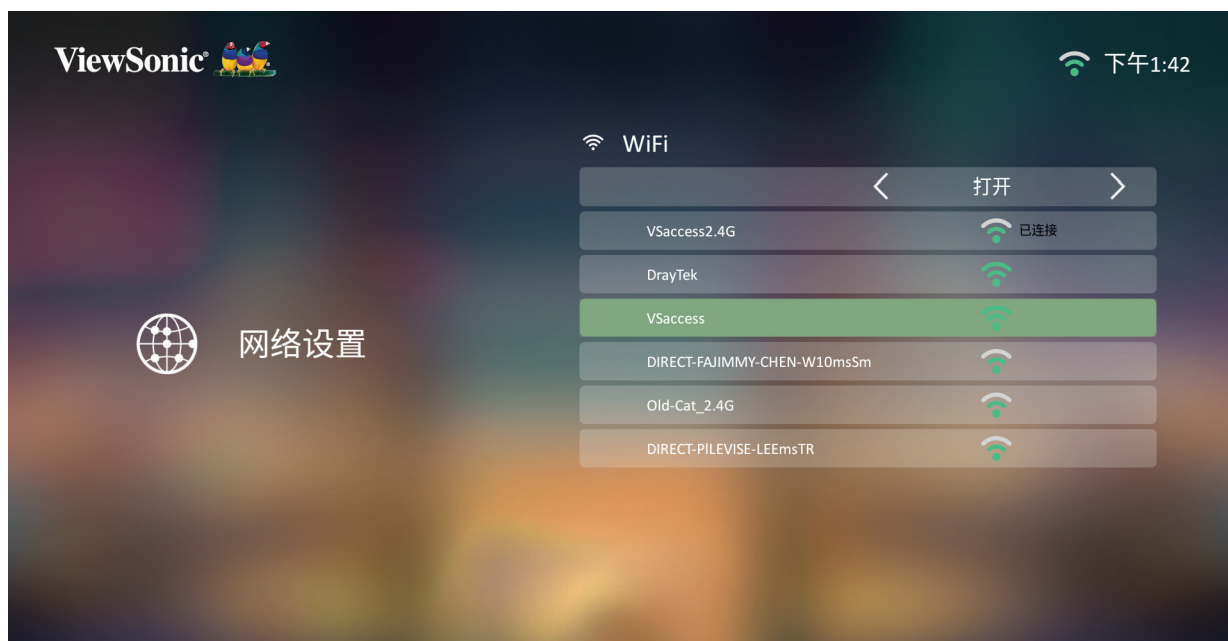 ViewSonic®
下午1:42
WiFi
打开
VSaccess2.4G 已连接
DrayTek
VSaccess
网络设置
DIRECT-FAJIMMY-CHEN-W10msSm
Old-Cat_2.4G
DIRECT-PlLEVISE-LEEmsTR